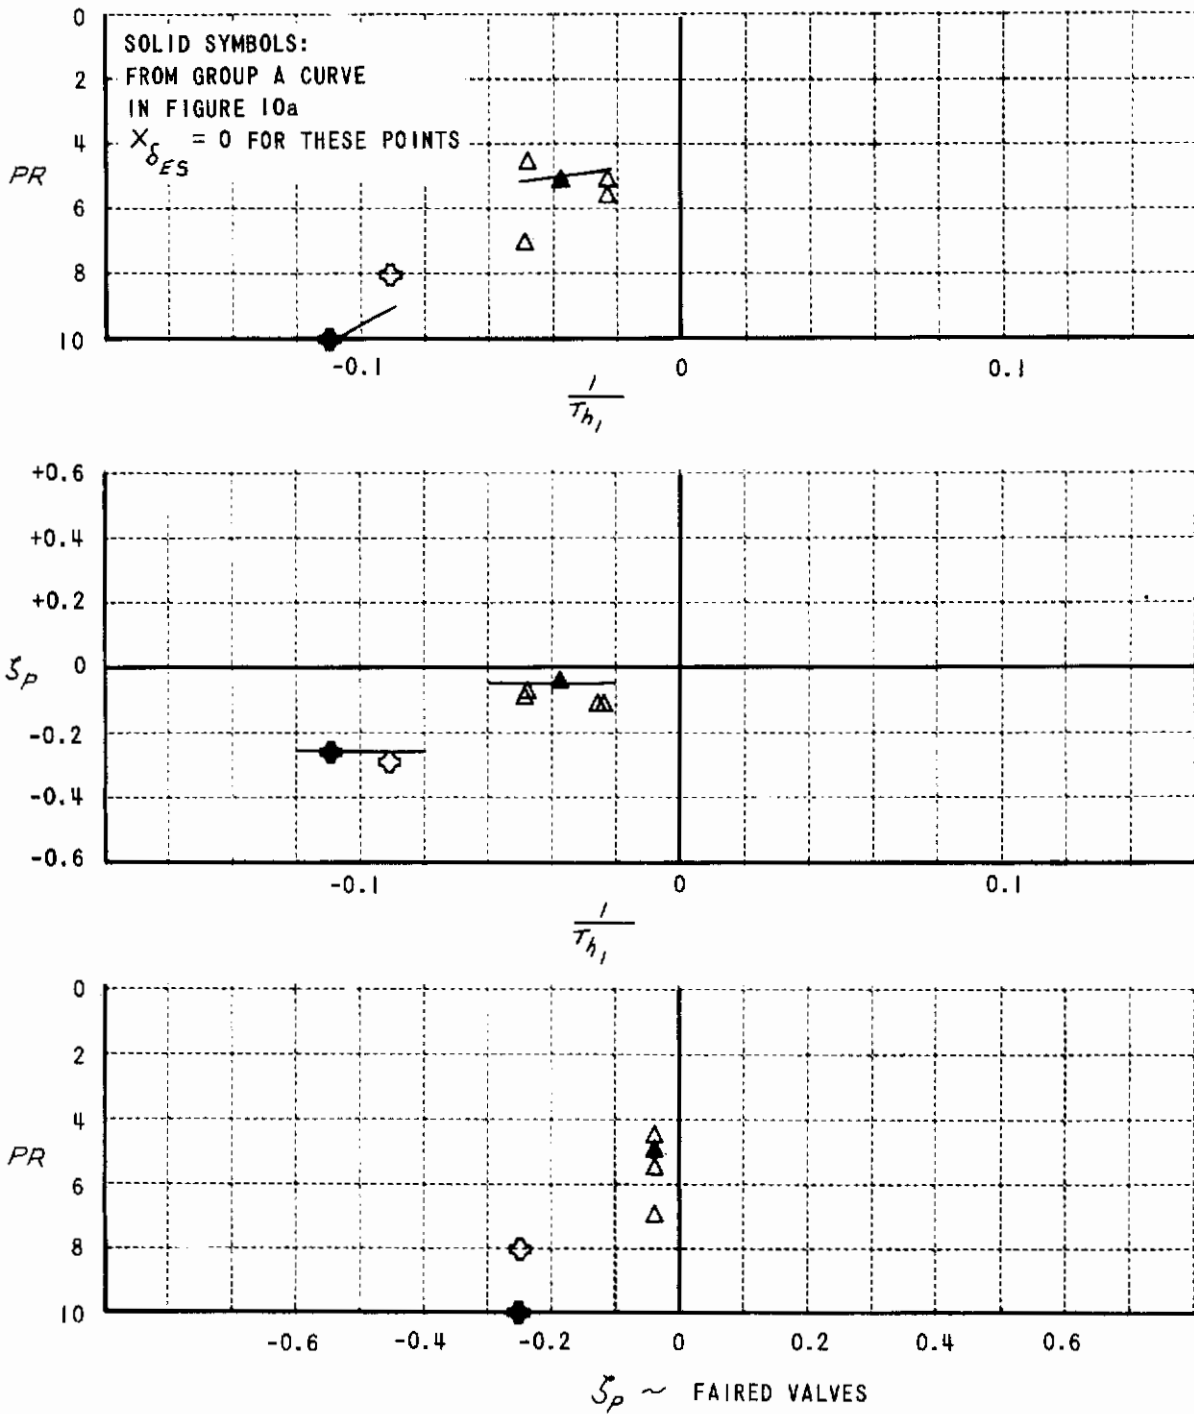 0
SOLID SYMBOLS:
FROM GROUP A CURVE
IN FIGURE 10a
X_δES = 0 FOR THESE POINTS
2
4
PR
6
8
10
-0.1 0 0.1
1/T_h1
+0.6
+0.4
+0.2
ζ_P 0
-0.2
-0.4
-0.6
-0.1 0 0.1
1/T_h1
0
2
4
PR
6
8
10
-0.6 -0.4 -0.2 0 0.2 0.4 0.6
ζ_P ~ FAIRED VALVES